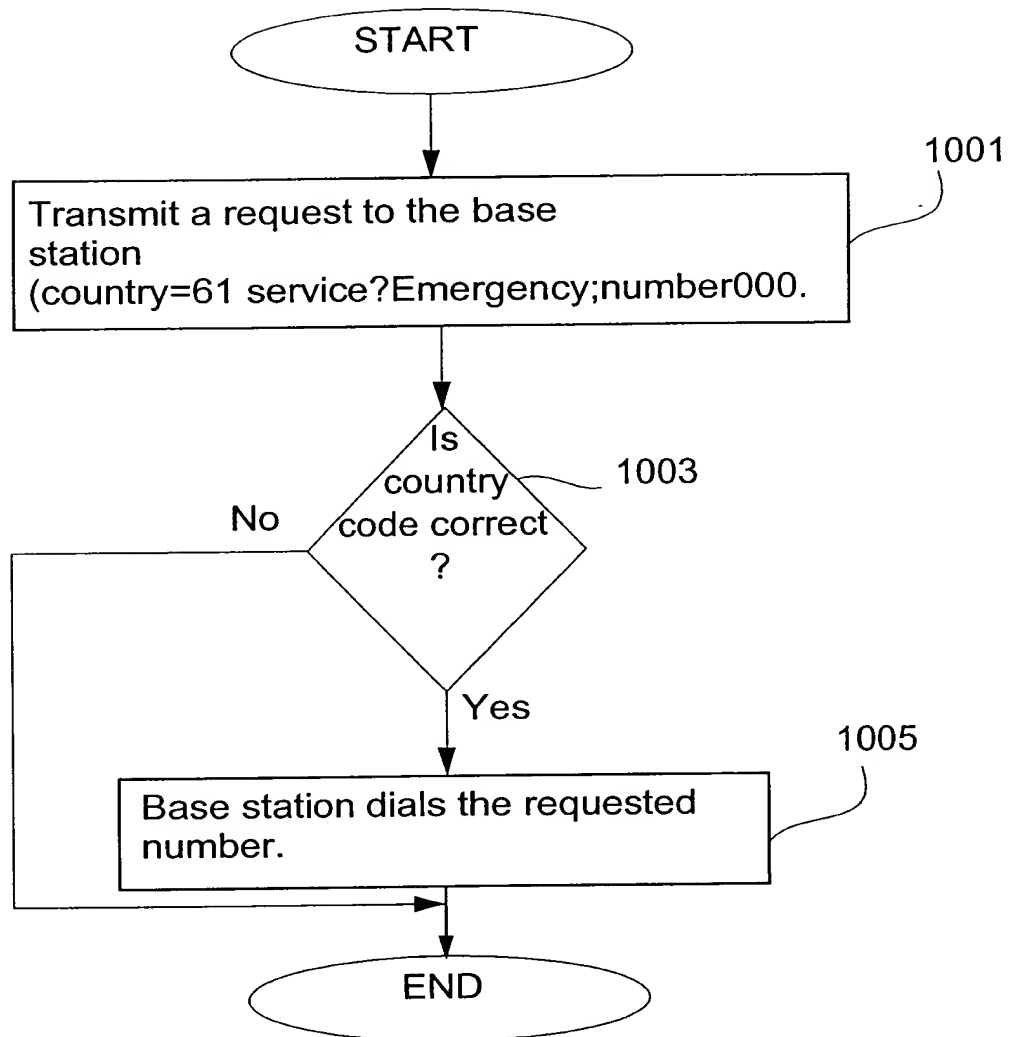 START
1001
Transmit a request to the base
station
(country=61 service?Emergency;number000.
Is
country
code correct
?
1003
No
Yes
1005
Base station dials the requested
number.
END